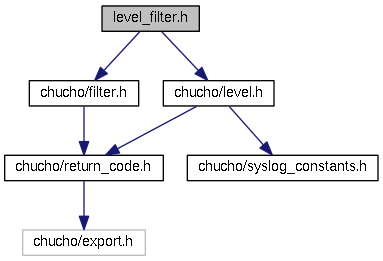 level_filter.h
chucho/filter.h
chucho/level.h
chucho/return_code.h
chucho/syslog_constants.h
chucho/export.h